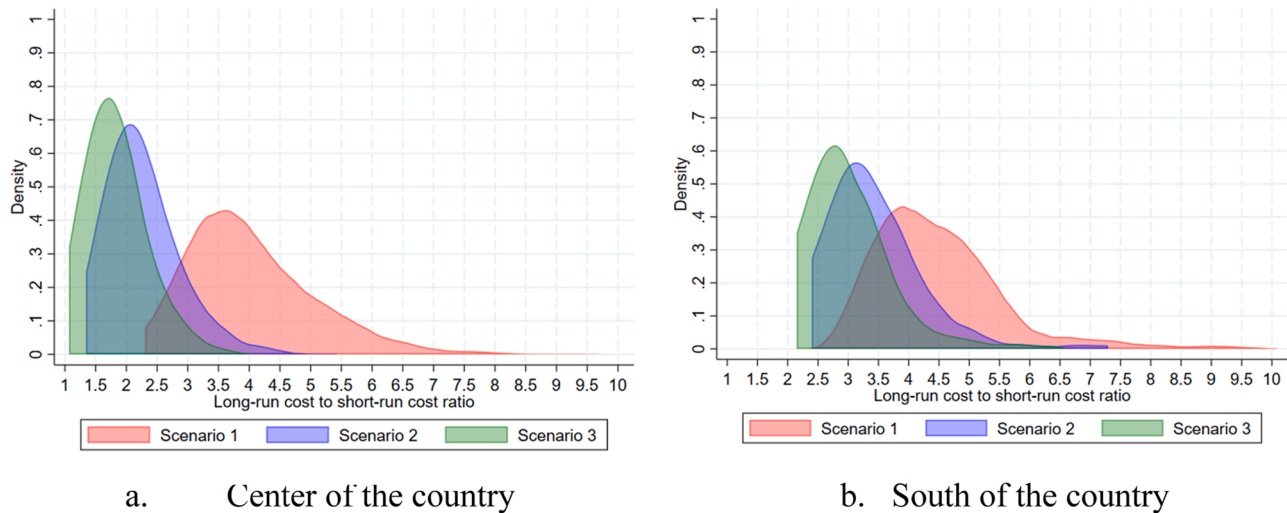 Density
1
.9
.8
.7
.6
.5
.4
.3
.2
.1
0
1 1.5 2 2.5 3 3.5 4 4.5 5 5.5 6 6.5 7 7.5 8 8.5 9 9.5 10
Long-run cost to short-run cost ratio
Scenario 1 Scenario 2 Scenario 3
a. Center of the country
Density
1
.9
.8
.7
.6
.5
.4
.3
.2
.1
0
1 1.5 2 2.5 3 3.5 4 4.5 5 5.5 6 6.5 7 7.5 8 8.5 9 9.5 10
Long-run cost to short-run cost ratio
Scenario 1 Scenario 2 Scenario 3
b. South of the country